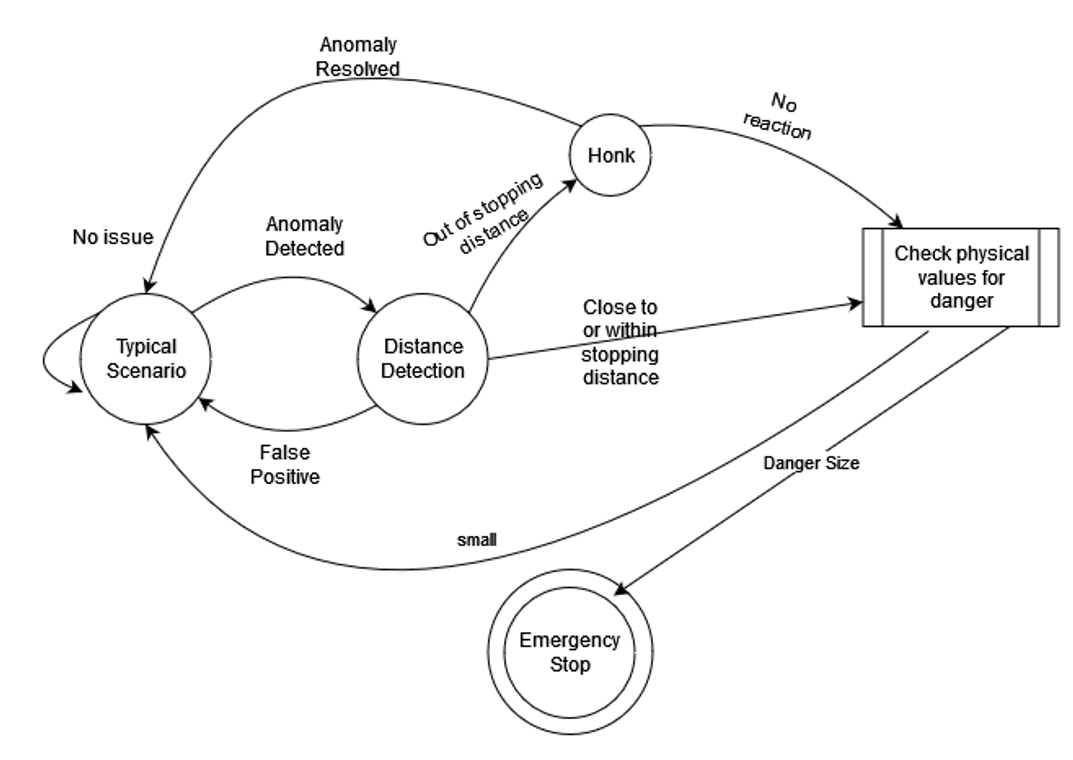 Anomaly
Resolved
No
reaction
Honk
Out of stopping
distance
No issue
Anomaly
Detected
Check physical
values for
danger
Close to
or within
stopping
distance
Typical
Scenario
Distance
Detection
False
Positive
Danger Size
small
Emergency
Stop